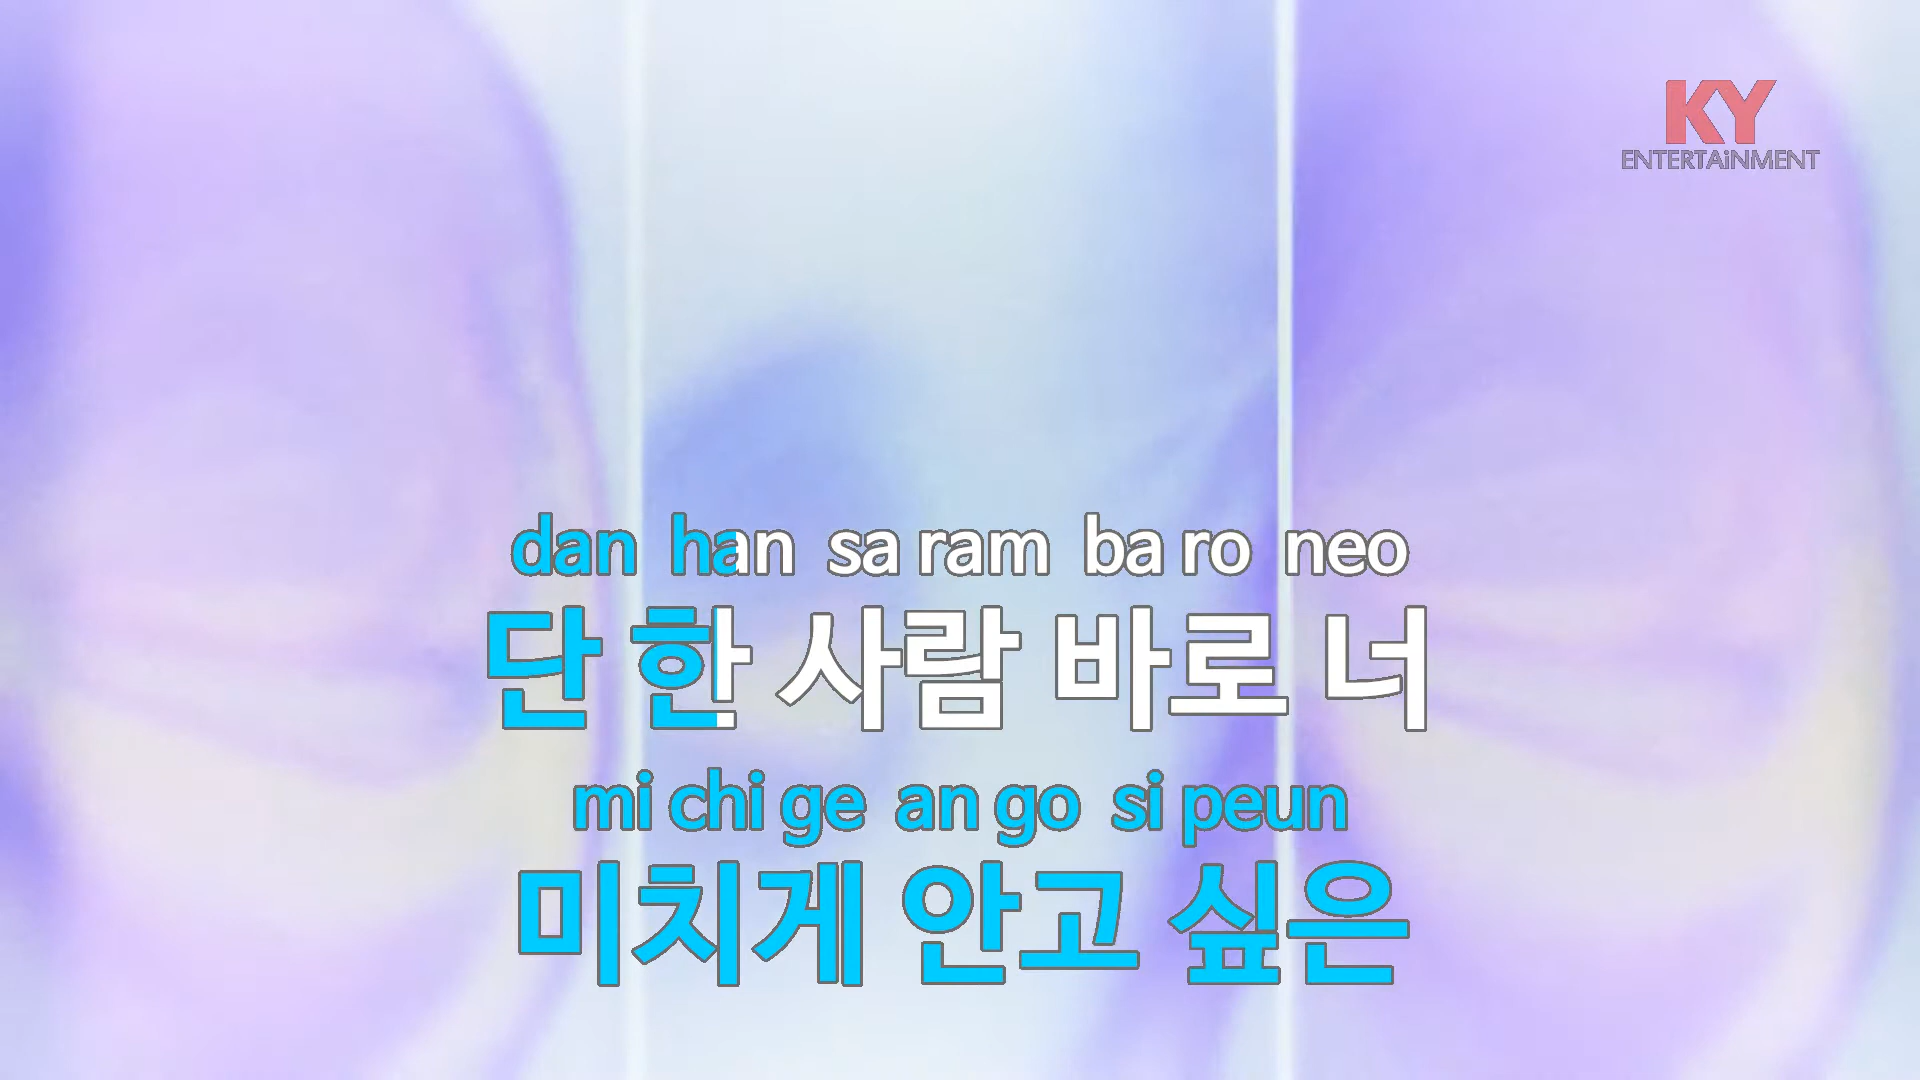 KY
ENTERTAiNMENT
dan han sa ram ba ro neo
단 한 사람 바로 너
mi chi ge an go si peun
미치게 안고 싶은